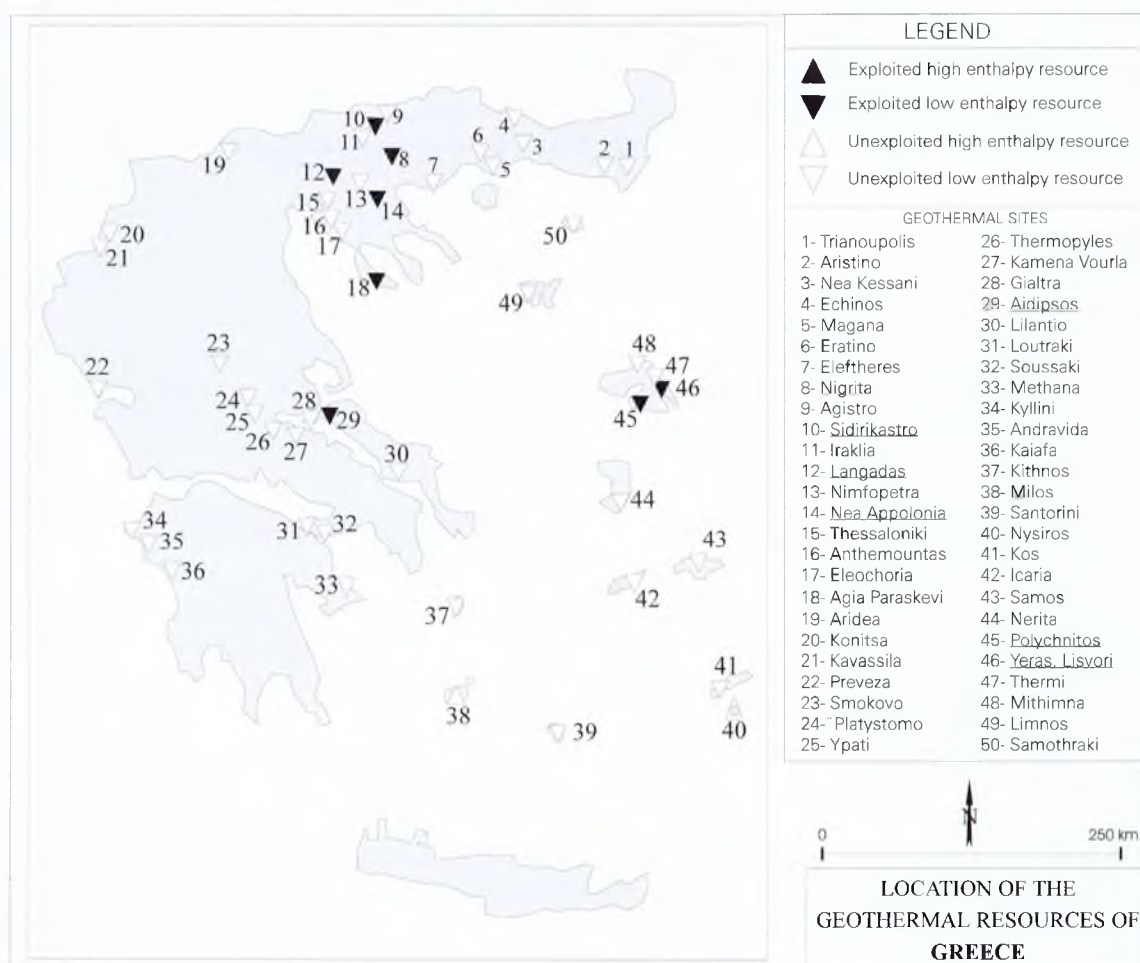 LEGEND
Exploited high enthalpy resource
Exploited low enthalpy resource
Unexploited high enthalpy resource
Unexploited low enthalpy resource
GEOTHERMAL SITES
1- Trianoupolis
2- Aristino
3- Nea Kessani
4- Echinos
5- Magana
6- Eratino
7- Eleftheres
8- Nigrita
9- Agistro
10- Sidirikastro
11- Iraklia
12- Langadas
13- Nimfopetra
14- Nea Appolonia
15- Thessaloniki
16- Anthemountas
17- Eleochoria
18- Agia Paraskevi
19- Aridea
20- Konitsa
21- Kavassila
22- Preveza
23- Smokovo
24- Platystomo
25- Ypati
26- Thermopyles
27- Kamena Vourla
28- Gialtra
29- Aidipsos
30- Lilantio
31- Loutraki
32- Soussaki
33- Methana
34- Kyllini
35- Andravida
36- Kaiafa
37- Kithnos
38- Milos
39- Santorini
40- Nysiros
41- Kos
42- Icaria
43- Samos
44- Nerita
45- Polychnitos
46- Yeras, Lisvori
47- Thermi
48- Mithimna
49- Limnos
50- Samothraki
N
0 250 km
LOCATION OF THE
GEOTHERMAL RESOURCES OF
GREECE
10 9
11
8
6 4
3
5
2 1
7
19
12
13
14
15
16
17
18
20
21
50
49
23
22
24
25
26
27
28
29
30
48
47
46
45
44
34
35
36
31 32
33
37
43
42
41
40
38
39